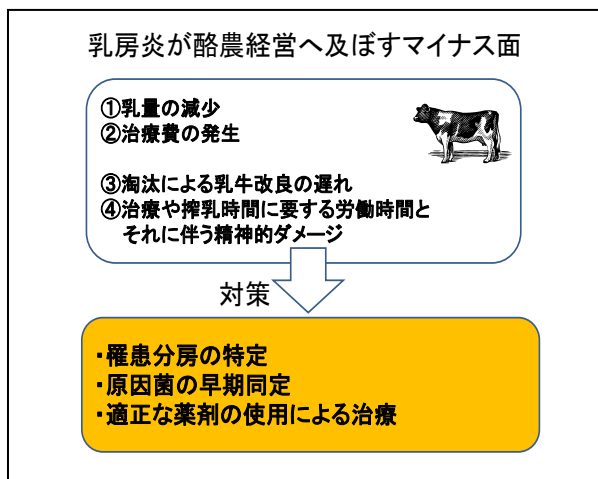 乳房炎が酪農経営へ及ぼすマイナス面
①乳量の減少
②治療費の発生
③淘汰による乳牛改良の遅れ
④治療や搾乳時間に要する労働時間と
それに伴う精神的ダメージ
対策
・罹患分房の特定
・原因菌の早期同定
・適正な薬剤の使用による治療